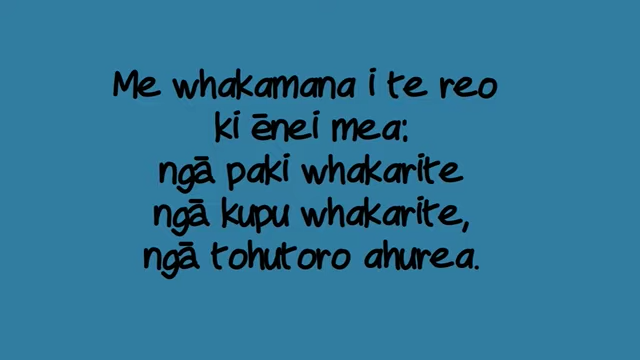 Me whakamana i te reo
ki ēnei mea:
ngā paki whakarite
ngā kupu whakarite,
ngā tohutoro ahurea.